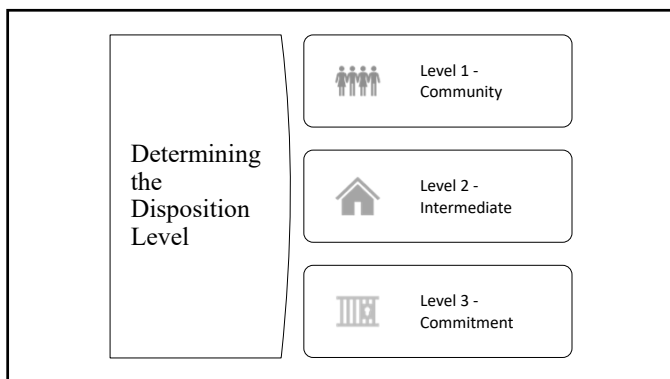 Determining
the
Disposition
Level
Level 1 -
Community
Level 2 -
Intermediate
Level 3 -
Commitment